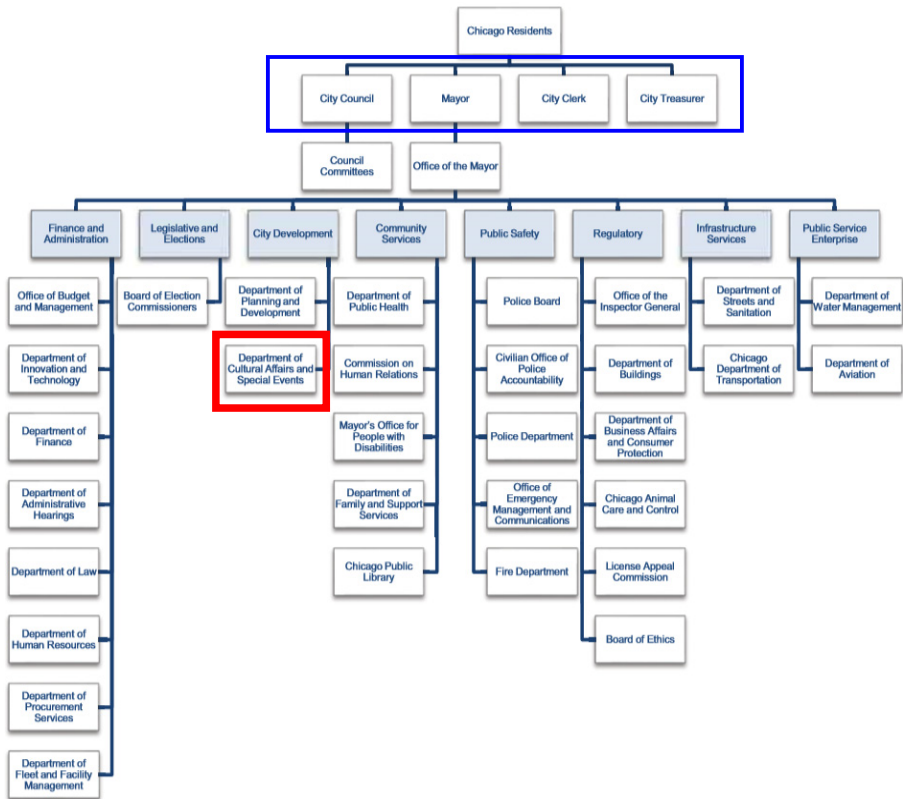 Chicago Residents
City Council
Mayor
City Clerk
City Treasurer
Council
Committees
Office of the Mayor
Finance and
Administration
Legislative and
Elections
City Development
Community
Services
Public Safety
Regulatory
Infrastructure
Services
Public Service
Enterprise
Office of Budget
and Management
Department of
Innovation and
Technology
Department of
Finance
Department of
Administrative
Hearings
Department of Law
Department of
Human Resources
Department of
Procurement
Services
Department of
Fleet and Facility
Management
Board of Election
Commissioners
Department of
Planning and
Development
Department of
Cultural Affairs and
Special Events
Department of
Public Health
Commission on
Human Relations
Mayor's Office for
People with
Disabilities
Department of
Family and Support
Services
Chicago Public
Library
Police Board
Civilian Office of
Police
Accountability
Police Department
Office of
Emergency
Management and
Communications
Fire Department
Office of the
Inspector General
Department of
Buildings
Department of
Business Affairs
and Consumer
Protection
Chicago Animal
Care and Control
License Appeal
Commission
Board of Ethics
Department of
Streets and
Sanitation
Chicago
Department of
Transportation
Department of
Water Management
Department of
Aviation